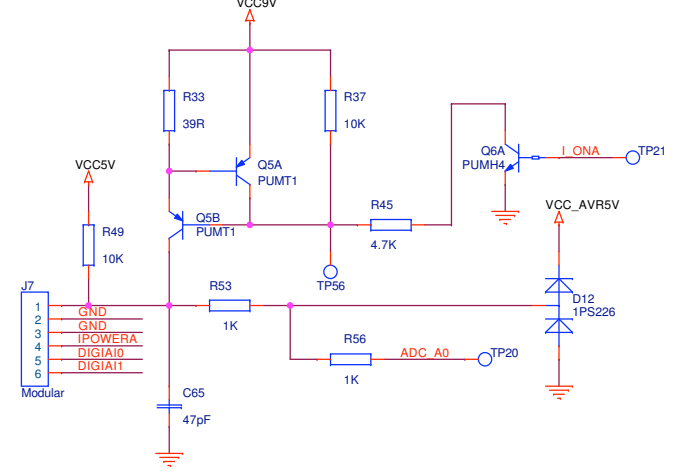 VCC9V
R33
39R
R37
10K
Q5A
PUMT1
Q6A
PUMH4
I_ONA
TP21
VCC5V
R49
10K
Q5B
PUMT1
R45
4.7K
VCC_AVR5V
TP56
J7
R53
1K
D12
1PS226
1
2
3
4
5
6
GND
GND
IPOWERA
DIGIAI0
DIGIAI1
Modular
R56
1K
ADC_A0
TP20
C65
47pF